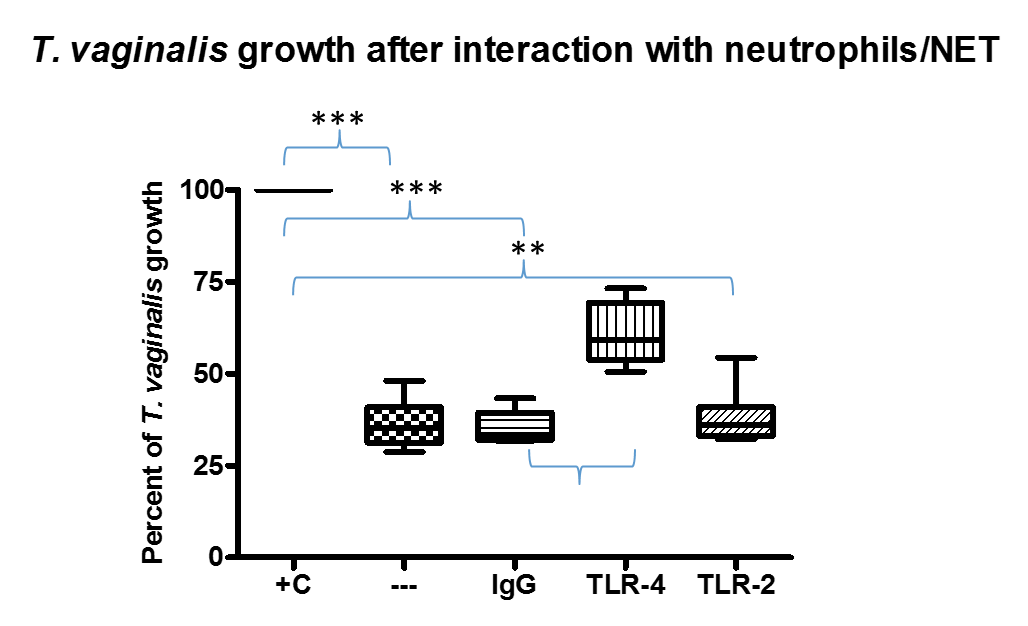 T. vaginalis growth after interaction with neutrophils/NET
***
***
**
Percent of T. vaginalis growth
100
75
50
25
0
+C --- IgG TLR-4 TLR-2